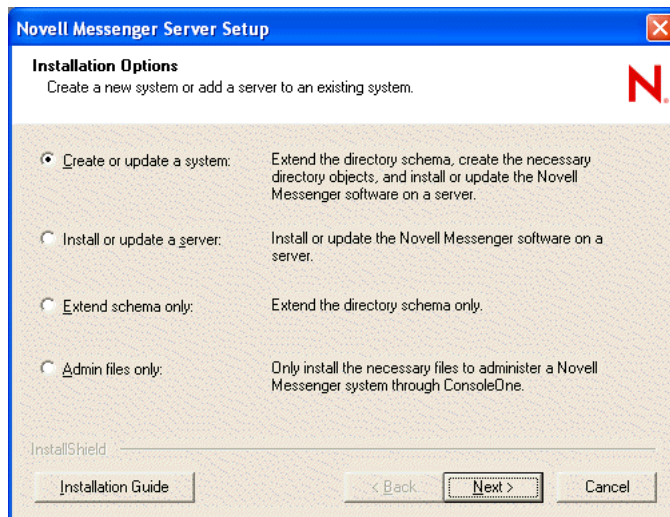 Novell Messenger Server Setup
Installation Options
Create a new system or add a server to an existing system.
N.
Create or update a system:
Extend the directory schema, create the necessary
directory objects, and install or update the Novell
Messenger software on a server.
Install or update a server:
Install or update the Novell Messenger software on a
server.
Extend schema only:
Extend the directory schema only.
Admin files only:
Only install the necessary files to administer a Novell
Messenger system through ConsoleOne.
InstallShield
Installation Guide
< Back
Next >
Cancel